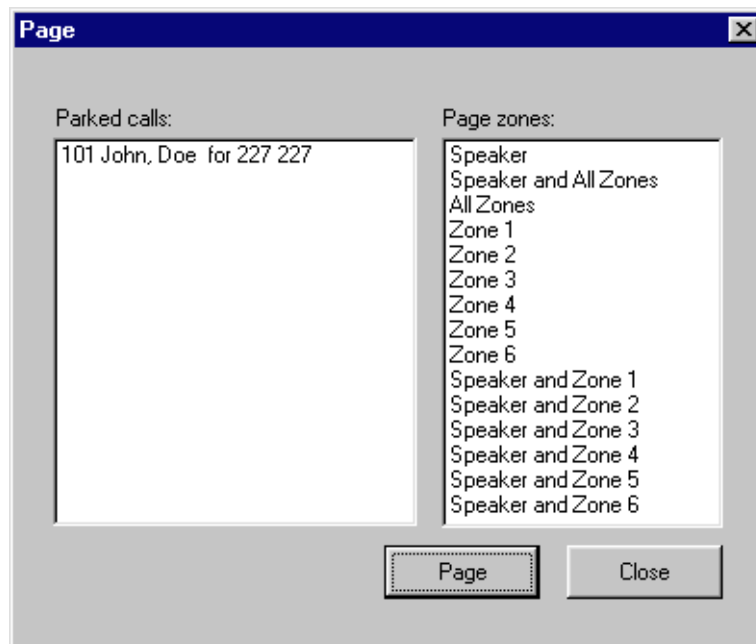 Page
Parked calls:
101 John, Doe  for 227 227
Page zones:
Speaker
Speaker and All Zones
All Zones
Zone 1
Zone 2
Zone 3
Zone 4
Zone 5
Zone 6
Speaker and Zone 1
Speaker and Zone 2
Speaker and Zone 3
Speaker and Zone 4
Speaker and Zone 5
Speaker and Zone 6
Page
Close